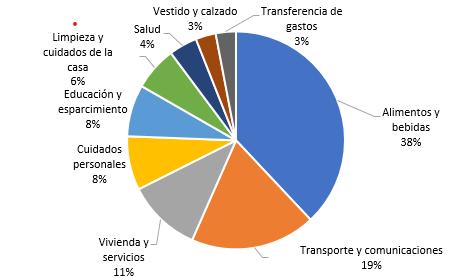 Vestido y calzado
3%
Transferencia de
gastos
3%
Salud
4%
Limpieza y
cuidados de la
casa
6%
Educación y
esparcimiento
8%
Cuidados
personales
8%
Vivienda y
servicios
11%
Transporte y comunicaciones
19%
Alimentos y
bebidas
38%